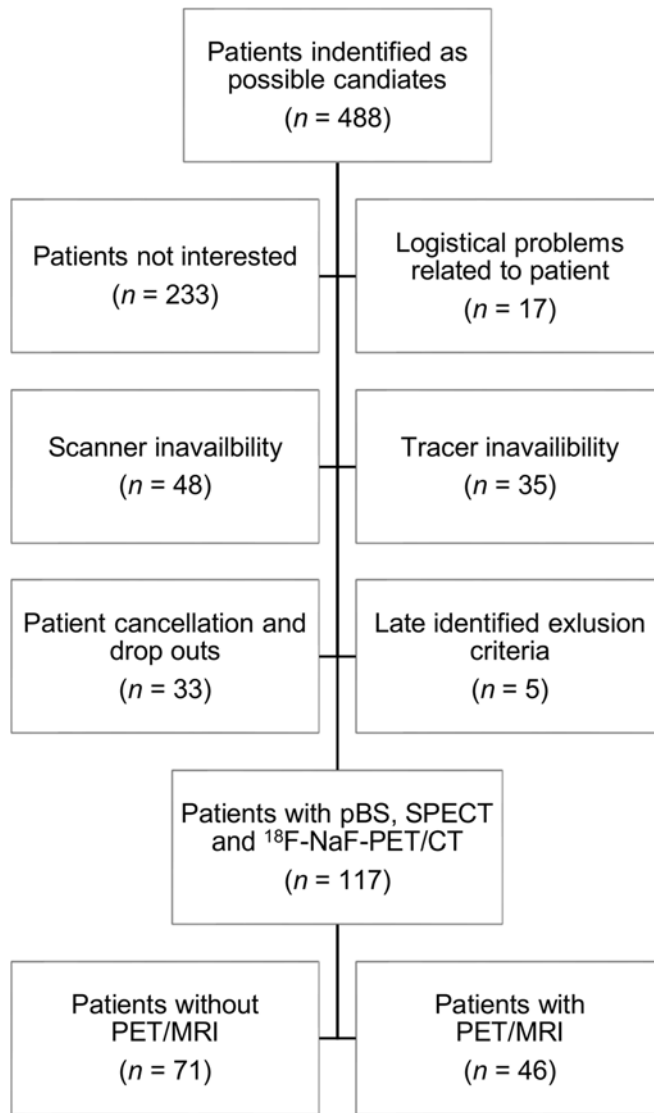 Patients indentified as
possible candiates
(n = 488)
Patients not interested
(n = 233)
Logistical problems
related to patient
(n = 17)
Scanner inavailbility
(n = 48)
Tracer inavailibility
(n = 35)
Patient cancellation and
drop outs
(n = 33)
Late identified exlusion
criteria
(n = 5)
Patients with pBS, SPECT
and ¹⁸F-NaF-PET/CT
(n = 117)
Patients without
PET/MRI
(n = 71)
Patients with
PET/MRI
(n = 46)